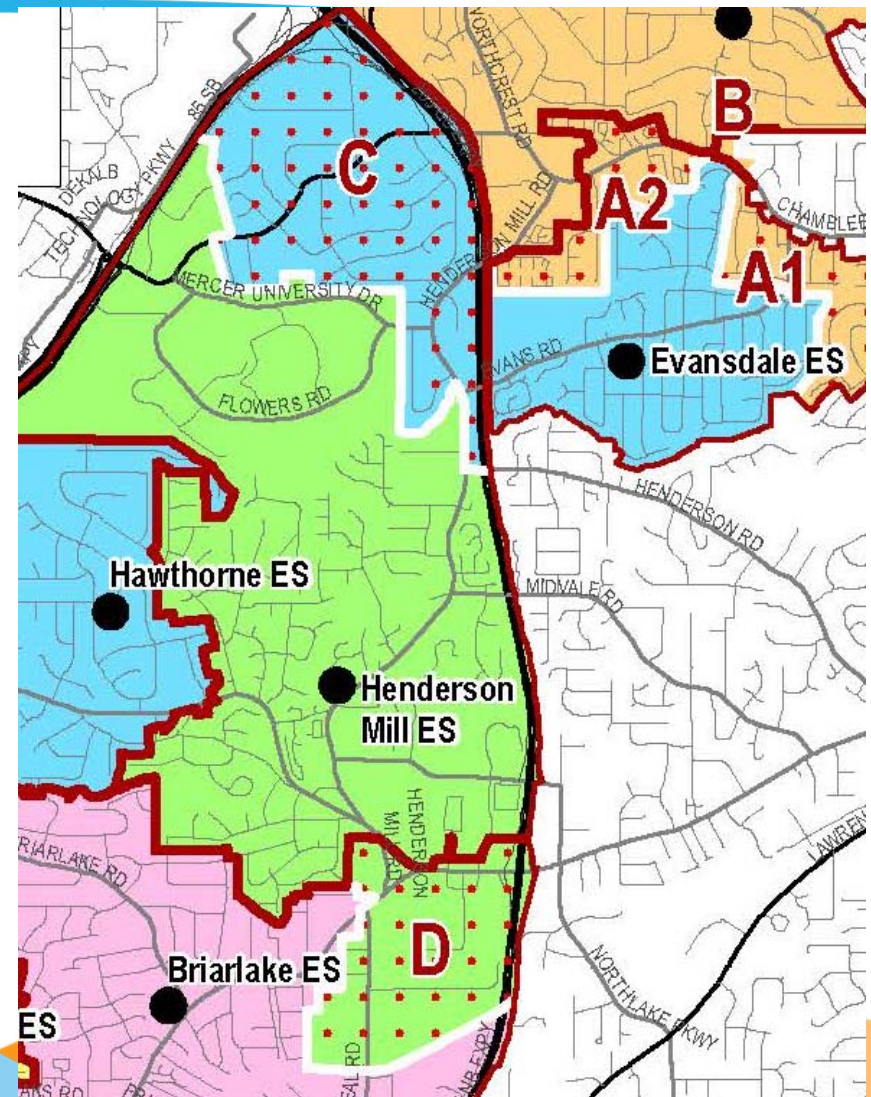 NORTHCREST RD
85 SB
B
DEKALB
TECHNOLOGY PKWY
C
A2
HENDERSON MILL RD
CHAMBLEE
A1
MERCER UNIVERSITY DR
EVANS RD
Evansdale ES
FLOWERS RD
HENDERSON RD
Hawthorne ES
MIDVALE RD
Henderson
Mill ES
HENDERSON
MILL RD
LAWREN
BRIARLAKE RD
D
Briarlake ES
NORTHLAKE PKWY
ES